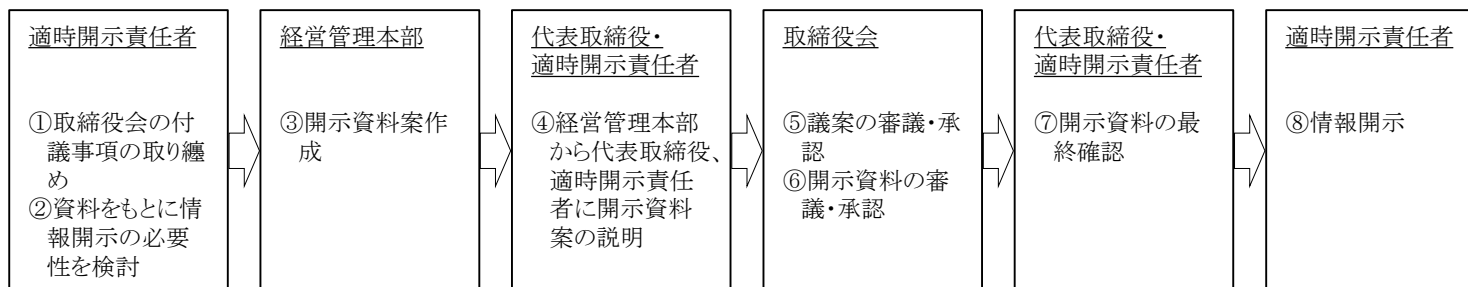 適時開示責任者
①取締役会の付
議事項の取り纏
め
②資料をもとに情
報開示の必要
性を検討
経営管理本部
③開示資料案作
成
代表取締役・
適時開示責任者
④経営管理本部
から代表取締役、
適時開示責任
者に開示資料
案の説明
取締役会
⑤議案の審議・承
認
⑥開示資料の審
議・承認
代表取締役・
適時開示責任者
⑦開示資料の最
終確認
適時開示責任者
⑧情報開示